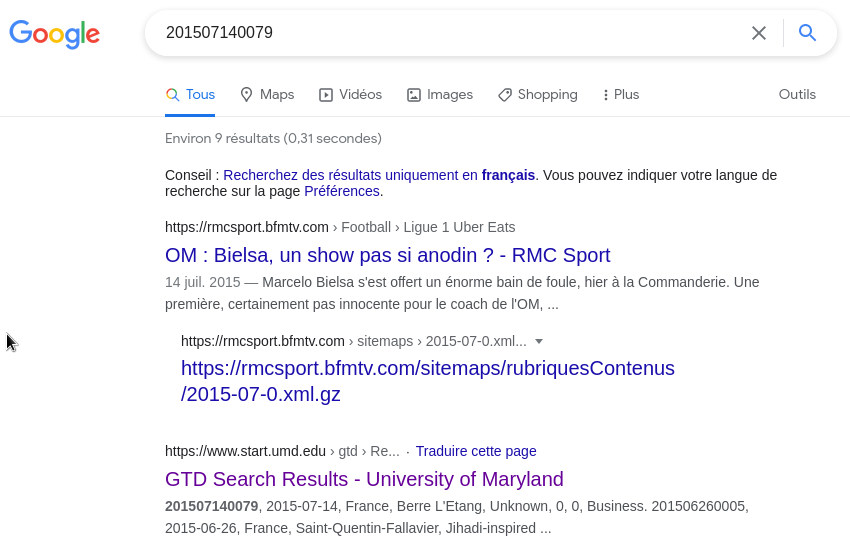 Google
201507140079
Tous Maps Vidéos Images Shopping Plus Outils
Environ 9 résultats (0,31 secondes)
Conseil : Recherchez des résultats uniquement en français. Vous pouvez indiquer votre langue de
recherche sur la page Préférences.
https://rmcsport.bfmtv.com › Football › Ligue 1 Uber Eats
OM : Bielsa, un show pas si anodin ? - RMC Sport
14 juil. 2015 — Marcelo Bielsa s'est offert un énorme bain de foule, hier à la Commanderie. Une
première, certainement pas innocente pour le coach de l'OM, ...
https://rmcsport.bfmtv.com › sitemaps › 2015-07-0.xml...
https://rmcsport.bfmtv.com/sitemaps/rubriquesContenus
/2015-07-0.xml.gz
https://www.start.umd.edu › gtd › Re... · Traduire cette page
GTD Search Results - University of Maryland
201507140079, 2015-07-14, France, Berre L'Etang, Unknown, 0, 0, Business. 201506260005,
2015-06-26, France, Saint-Quentin-Fallavier, Jihadi-inspired ...